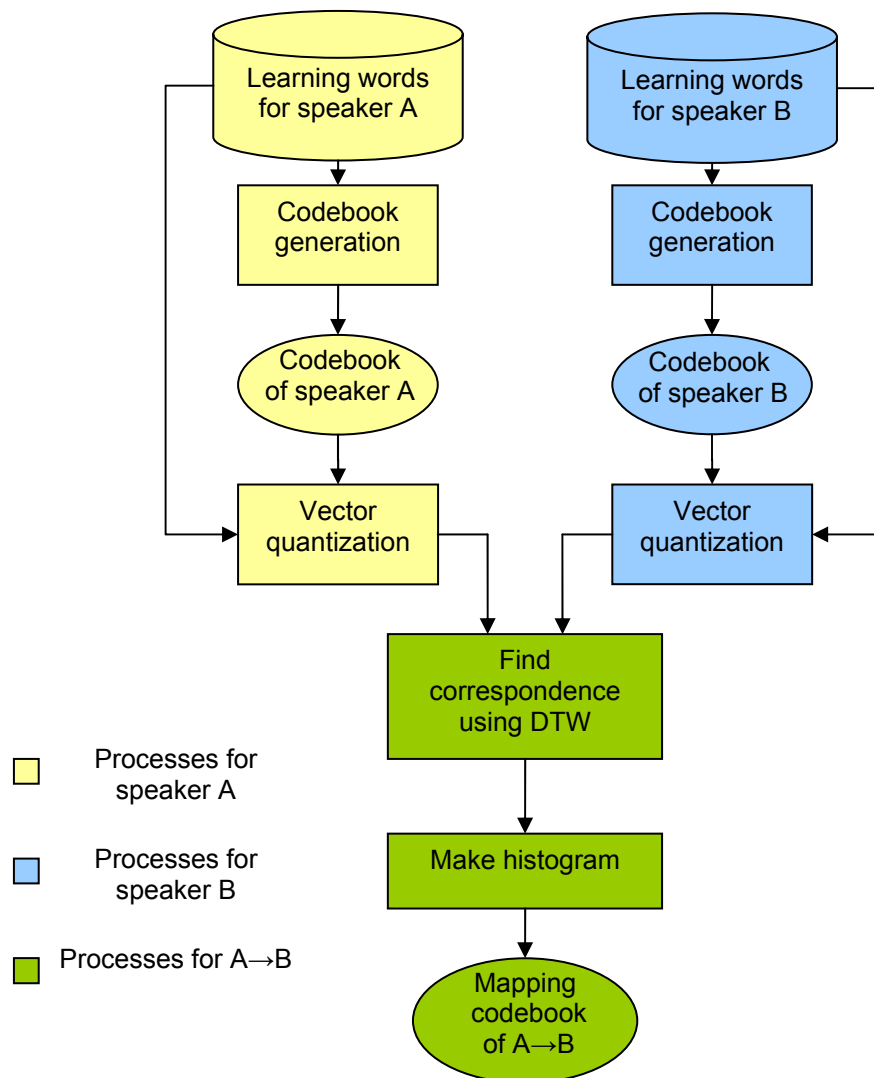 Learning words
for speaker A
Learning words
for speaker B
Codebook
generation
Codebook
generation
Codebook
of speaker A
Codebook
of speaker B
Vector
quantization
Vector
quantization
Find
correspondence
using DTW
Processes for
speaker A
Make histogram
Processes for
speaker B
Processes for A→B
Mapping
codebook
of A→B